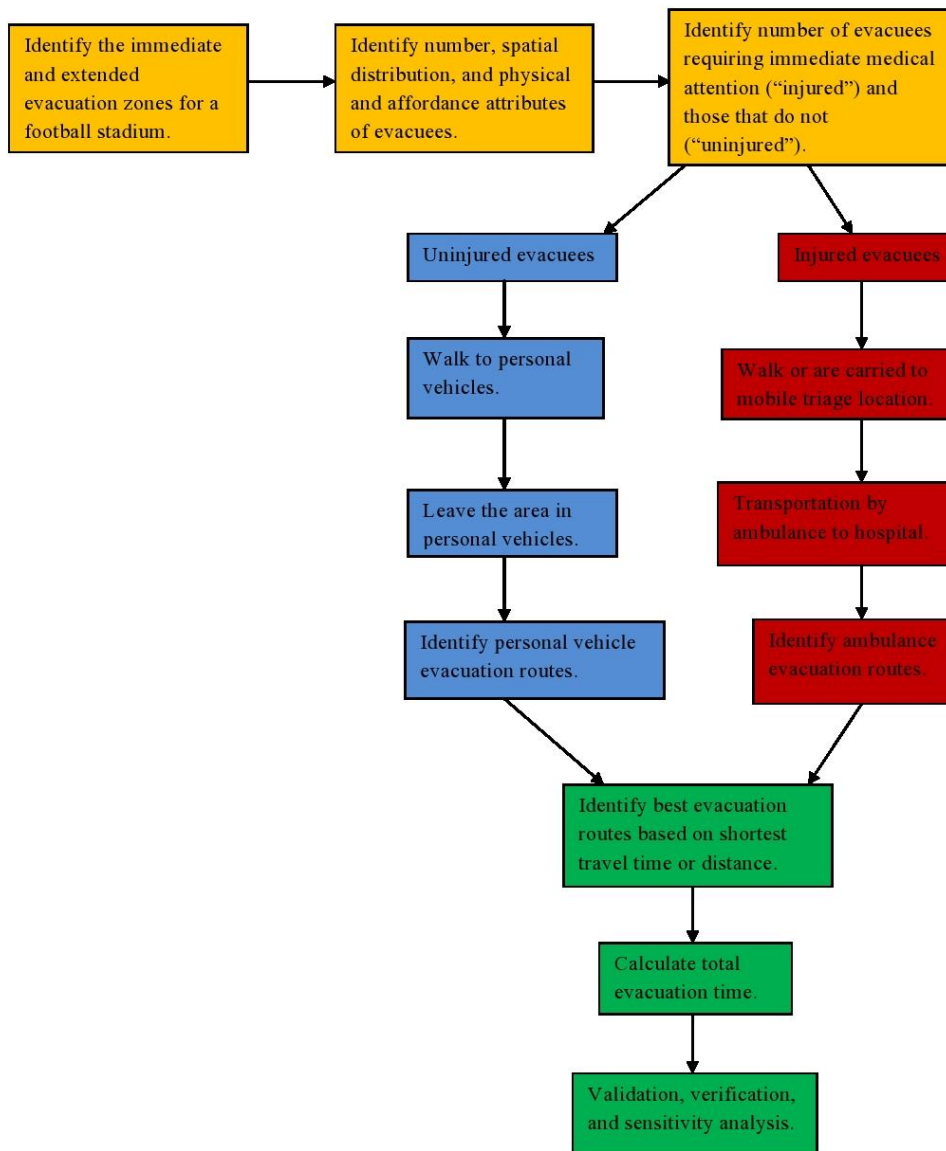 Identify the immediate
and extended
evacuation zones for a
football stadium.
Identify number, spatial
distribution, and physical
and affordance attributes
of evacuees.
Identify number of evacuees
requiring immediate medical
attention (“injured”) and
those that do not
(“uninjured”).
Uninjured evacuees
Walk to personal
vehicles.
Leave the area in
personal vehicles.
Identify personal vehicle
evacuation routes.
Injured evacuees
Walk or are carried to
mobile triage location.
Transportation by
ambulance to hospital.
Identify ambulance
evacuation routes.
Identify best evacuation
routes based on shortest
travel time or distance.
Calculate total
evacuation time.
Validation, verification,
and sensitivity analysis.